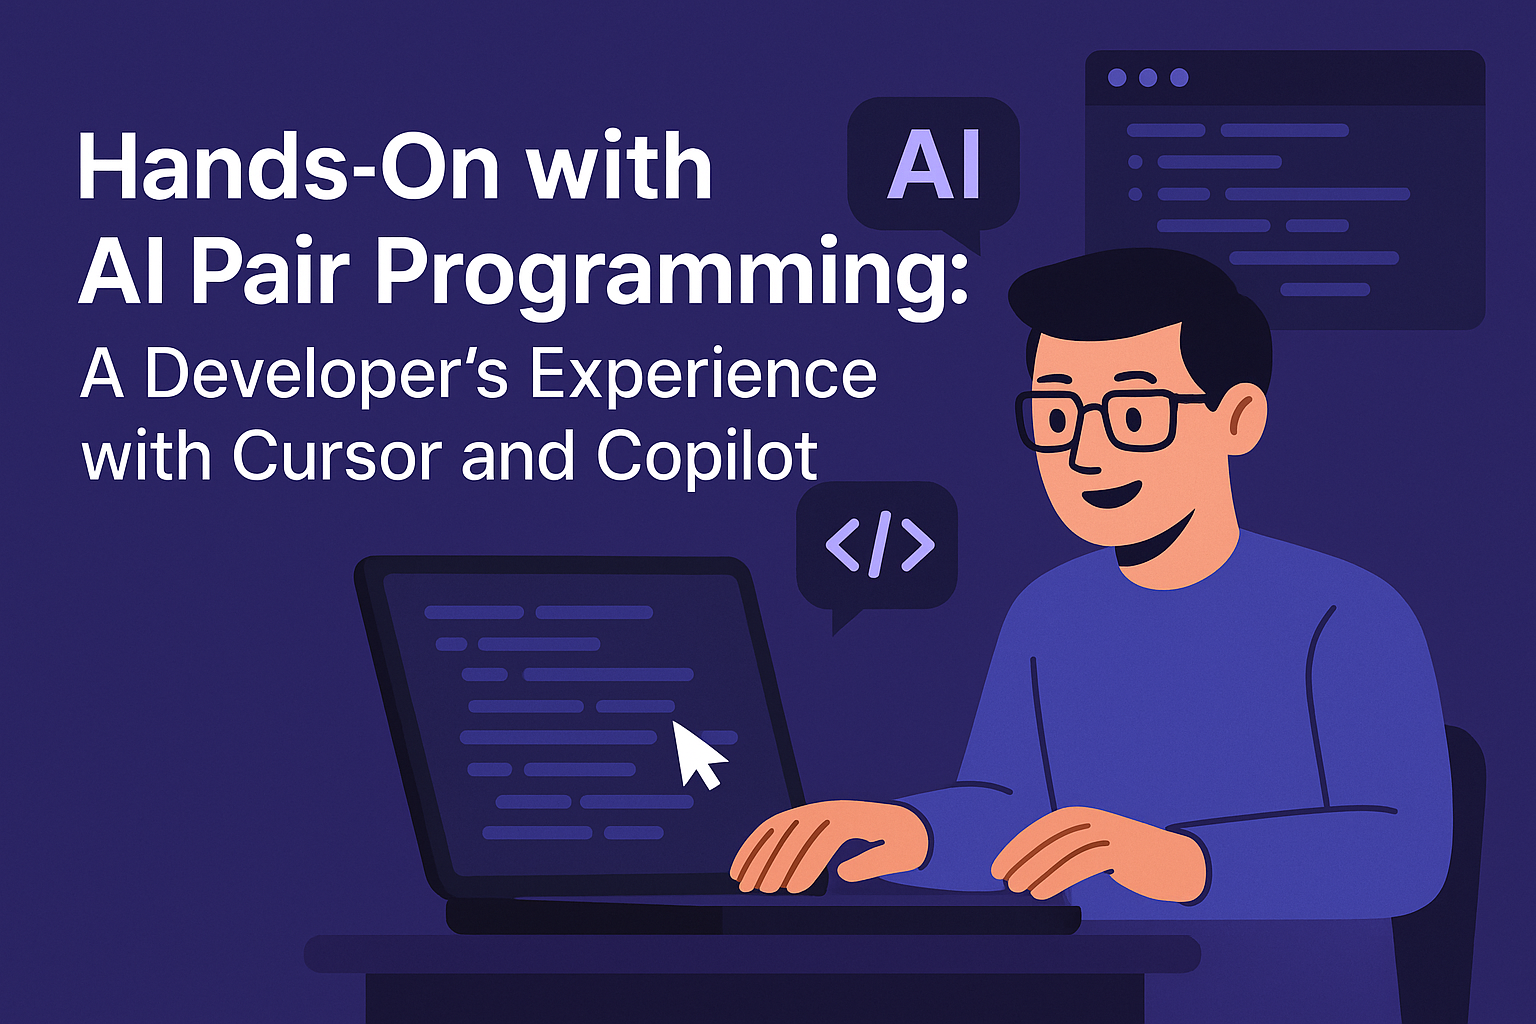 Hands-On with
AI Pair Programming:
A Developer’s Experience
with Cursor and Copilot
AI
</>